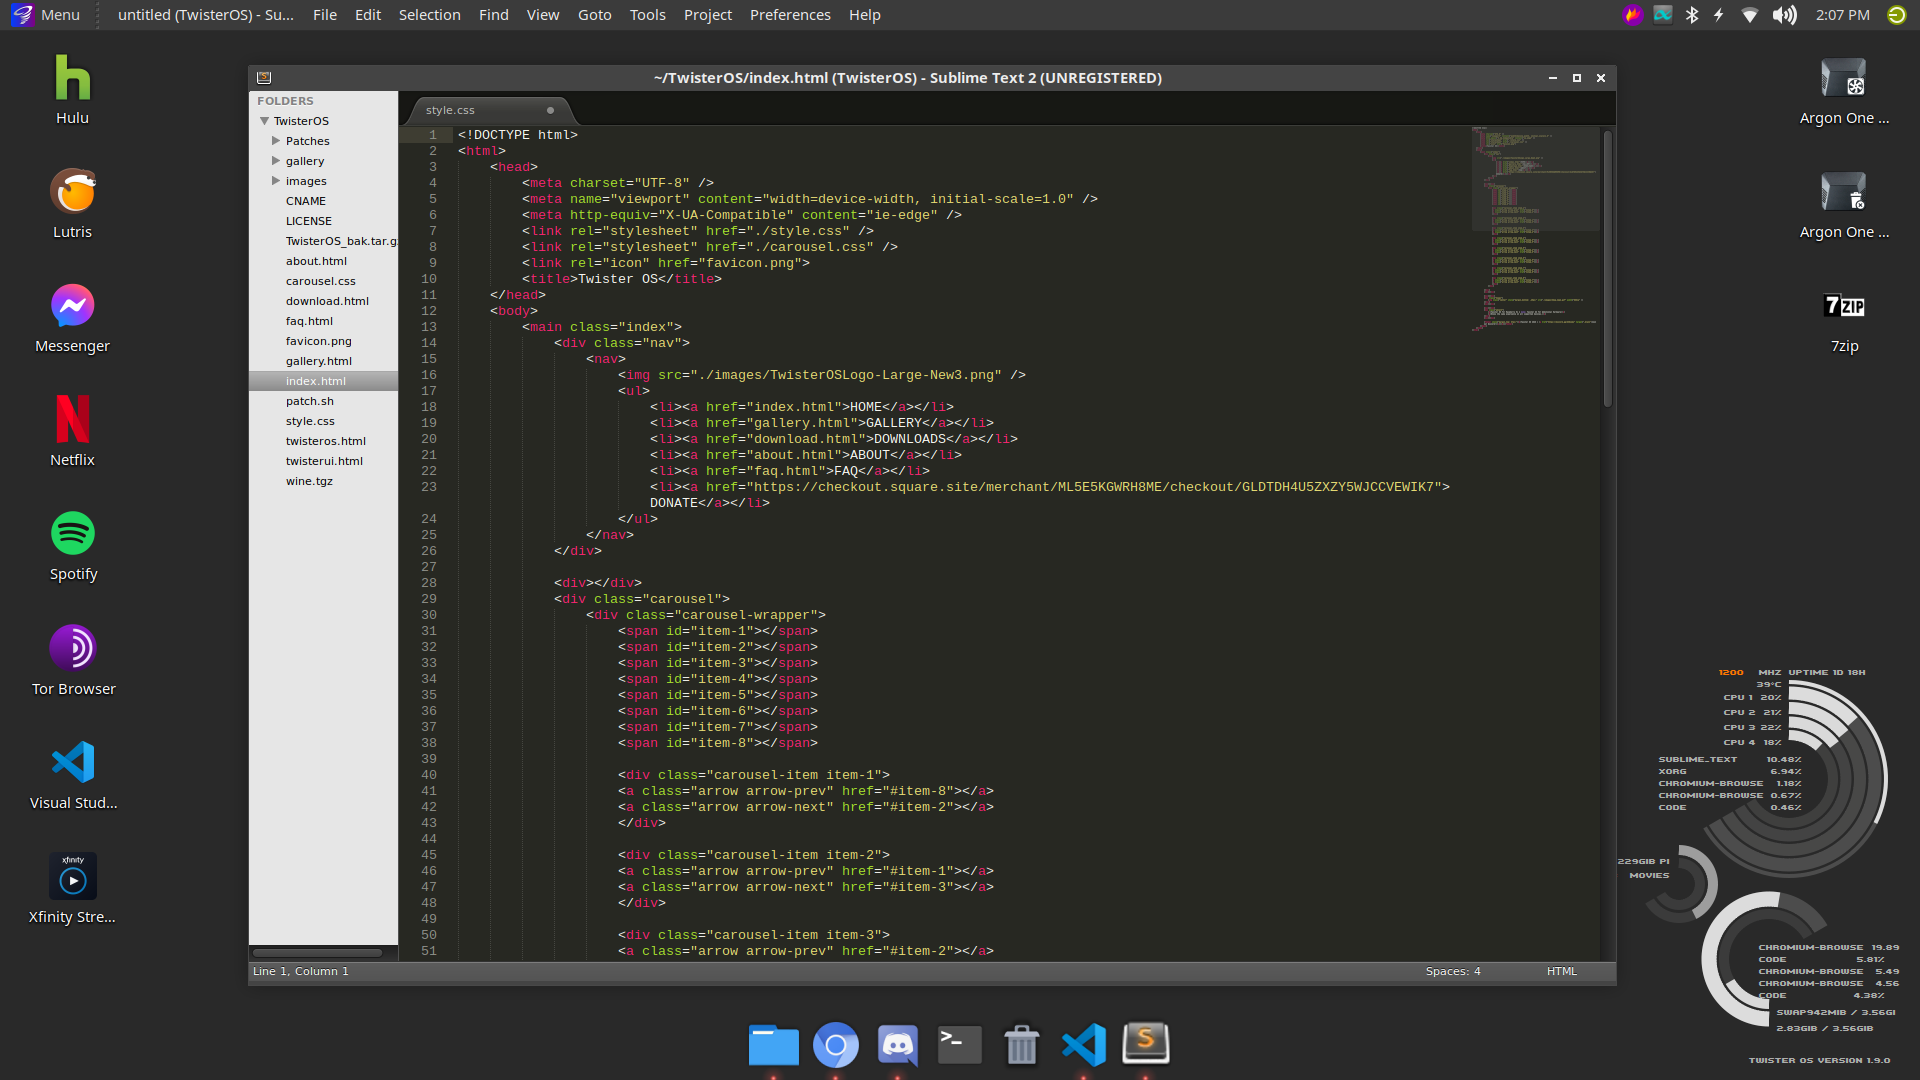 Menu untitled (TwisterOS) - Su... File Edit Selection Find View Goto Tools Project Preferences Help 2:07 PM
Hulu
Lutris
Messenger
Netflix
Spotify
Tor Browser
Visual Stud...
xfinity
Xfinity Stre...
~/TwisterOS/index.html (TwisterOS) - Sublime Text 2 (UNREGISTERED)
FOLDERS
TwisterOS
Patches
gallery
images
CNAME
LICENSE
TwisterOS_bak.tar.g
about.html
carousel.css
download.html
faq.html
favicon.png
gallery.html
index.html
patch.sh
style.css
twisteros.html
twisterui.html
wine.tgz
style.css
1 <!DOCTYPE html>
2 <html>
3 <head>
4 <meta charset="UTF-8" />
5 <meta name="viewport" content="width=device-width, initial-scale=1.0" />
6 <meta http-equiv="X-UA-Compatible" content="ie-edge" />
7 <link rel="stylesheet" href="./style.css" />
8 <link rel="stylesheet" href="./carousel.css" />
9 <link rel="icon" href="favicon.png">
10 <title>Twister OS</title>
11 </head>
12 <body>
13 <main class="index">
14 <div class="nav">
15 <nav>
16 <img src="./images/TwisterOSLogo-Large-New3.png" />
17 <ul>
18 <li><a href="index.html">HOME</a></li>
19 <li><a href="gallery.html">GALLERY</a></li>
20 <li><a href="download.html">DOWNLOADS</a></li>
21 <li><a href="about.html">ABOUT</a></li>
22 <li><a href="faq.html">FAQ</a></li>
23 <li><a href="https://checkout.square.site/merchant/ML5E5KGWRH8ME/checkout/GLDTDH4U5ZXZY5WJCCVEWIK7">
DONATE</a></li>
24 </ul>
25 </nav>
26 </div>
27
28 <div></div>
29 <div class="carousel">
30 <div class="carousel-wrapper">
31 <span id="item-1"></span>
32 <span id="item-2"></span>
33 <span id="item-3"></span>
34 <span id="item-4"></span>
35 <span id="item-5"></span>
36 <span id="item-6"></span>
37 <span id="item-7"></span>
38 <span id="item-8"></span>
39
40 <div class="carousel-item item-1">
41 <a class="arrow arrow-prev" href="#item-8"></a>
42 <a class="arrow arrow-next" href="#item-2"></a>
43 </div>
44
45 <div class="carousel-item item-2">
46 <a class="arrow arrow-prev" href="#item-1"></a>
47 <a class="arrow arrow-next" href="#item-3"></a>
48 </div>
49
50 <div class="carousel-item item-3">
51 <a class="arrow arrow-prev" href="#item-2"></a>
Line 1, Column 1 Spaces: 4 HTML
Argon One ...
Argon One ...
7ZIP
7zip
1200 MHZ UPTIME 1D 18H
39°C
CPU 1 20%
CPU 2 21%
CPU 3 22%
CPU 4 18%
SUBLIME_TEXT 10.48%
XORG 6.94%
CHROMIUM-BROWSE 1.18%
CHROMIUM-BROWSE 0.67%
CODE 0.46%
229GIB PI
MOVIES
CHROMIUM-BROWSE 19.89
CODE 5.81%
CHROMIUM-BROWSE 5.49
CHROMIUM-BROWSE 4.56
CODE 4.38%
SWAP942MIB / 3.56GI
2.83GIB / 3.56GIB
TWISTER OS VERSION 1.9.0